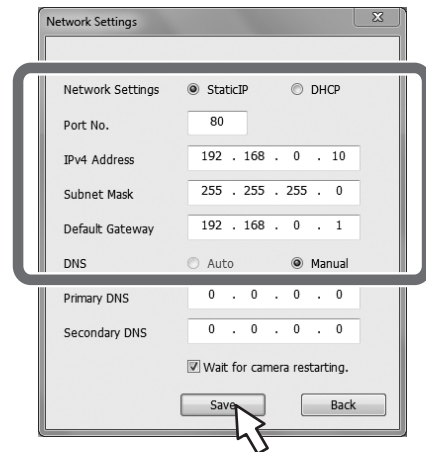 Network Settings
Network Settings StaticIP DHCP
Port No. 80
IPv4 Address 192 . 168 . 0 . 10
Subnet Mask 255 . 255 . 255 . 0
Default Gateway 192 . 168 . 0 . 1
DNS Auto Manual
Primary DNS 0 . 0 . 0 . 0
Secondary DNS 0 . 0 . 0 . 0
Wait for camera restarting.
Save Back